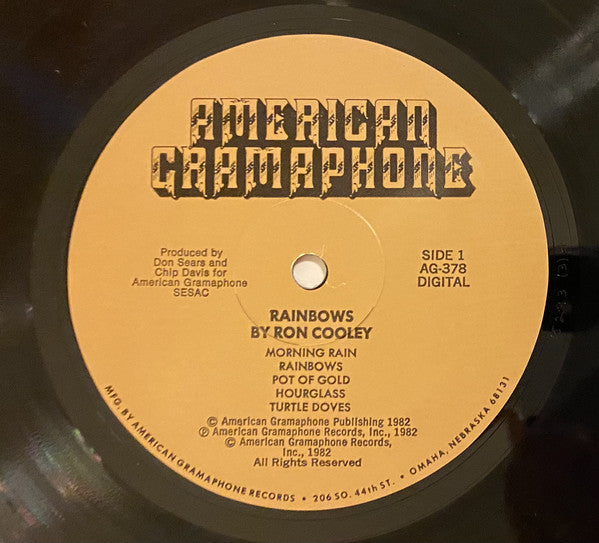 AMERICAN
GRAMAPHONE
Produced by
Don Sears and
Chip Davis for
American Gramaphone
SESAC
SIDE 1
AG-378
DIGITAL
RAINBOWS
BY RON COOLEY
MORNING RAIN
RAINBOWS
POT OF GOLD
HOURGLASS
TURTLE DOVES
© American Gramaphone Publishing 1982
℗ American Gramaphone Records, Inc., 1982
© American Gramaphone Records,
Inc., 1982
All Rights Reserved
MFG. BY AMERICAN GRAMAPHONE RECORDS • 206 SO. 44th ST. • OMAHA, NEBRASKA 68131